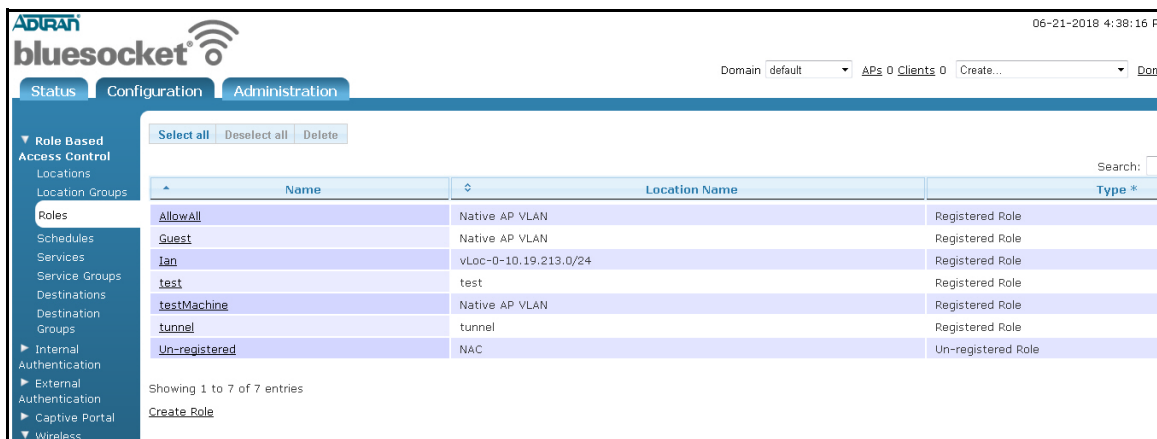 ADTRAN
06-21-2018 4:38:16 P
bluesocket
Domain default APs 0 Clients 0 Create... Dom
Status Configuration Administration
Role Based
Access Control
Locations
Location Groups
Roles
Schedules
Services
Service Groups
Destinations
Destination
Groups
Internal
Authentication
External
Authentication
Captive Portal
Wireless
Select all Deselect all Delete
Search:
Name Location Name Type *
AllowAll Native AP VLAN Registered Role
Guest Native AP VLAN Registered Role
Ian vLoc-0-10.19.213.0/24 Registered Role
test test Registered Role
testMachine Native AP VLAN Registered Role
tunnel tunnel Registered Role
Un-registered NAC Un-registered Role
Showing 1 to 7 of 7 entries
Create Role